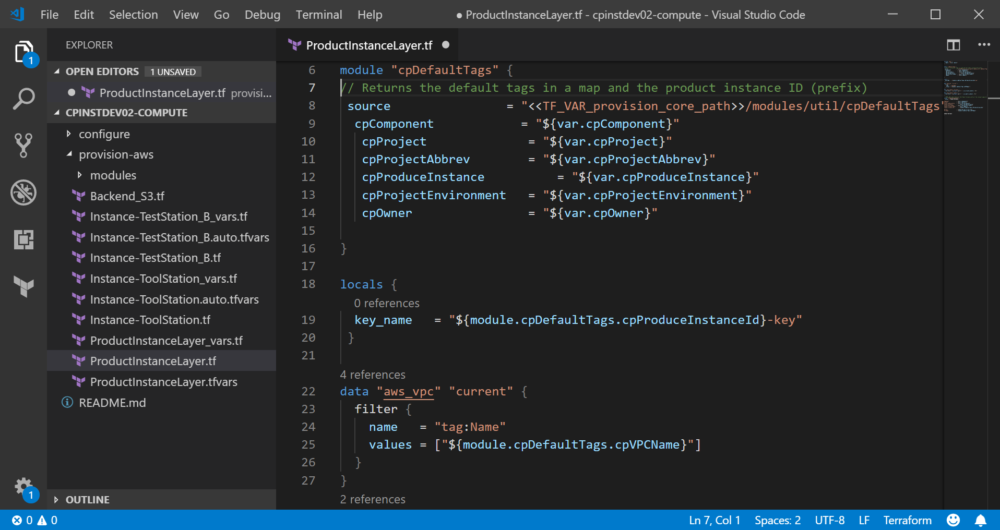 File Edit Selection View Go Debug Terminal Help
● ProductInstanceLayer.tf - cpinstdev02-compute - Visual Studio Code
1
EXPLORER
OPEN EDITORS 1 UNSAVED
ProductInstanceLayer.tf provisi...
CPINSTDEV02-COMPUTE
configure
provision-aws
modules
Backend_S3.tf
Instance-TestStation_B_vars.tf
Instance-TestStation_B.auto.tfvars
Instance-TestStation_B.tf
Instance-ToolStation_vars.tf
Instance-ToolStation.auto.tfvars
Instance-ToolStation.tf
ProductInstanceLayer_vars.tf
ProductInstanceLayer.tf
ProductInstanceLayer.tfvars
README.md
OUTLINE
1
ProductInstanceLayer.tf
6 module "cpDefaultTags" {
7 // Returns the default tags in a map and the product instance ID (prefix)
8 source = "<<TF_VAR_provision_core_path>>/modules/util/cpDefaultTags"
9 cpComponent = "${var.cpComponent}"
10 cpProject = "${var.cpProject}"
11 cpProjectAbbrev = "${var.cpProjectAbbrev}"
12 cpProduceInstance = "${var.cpProduceInstance}"
13 cpProjectEnvironment = "${var.cpProjectEnvironment}"
14 cpOwner = "${var.cpOwner}"
15
16 }
17
18 locals {
0 references
19 key_name = "${module.cpDefaultTags.cpProduceInstanceId}-key"
20 }
21
4 references
22 data "aws_vpc" "current" {
23 filter {
24 name = "tag:Name"
25 values = ["${module.cpDefaultTags.cpVPCName}"]
26 }
27 }
2 references
0 0
Ln 7, Col 1 Spaces: 2 UTF-8 LF Terraform